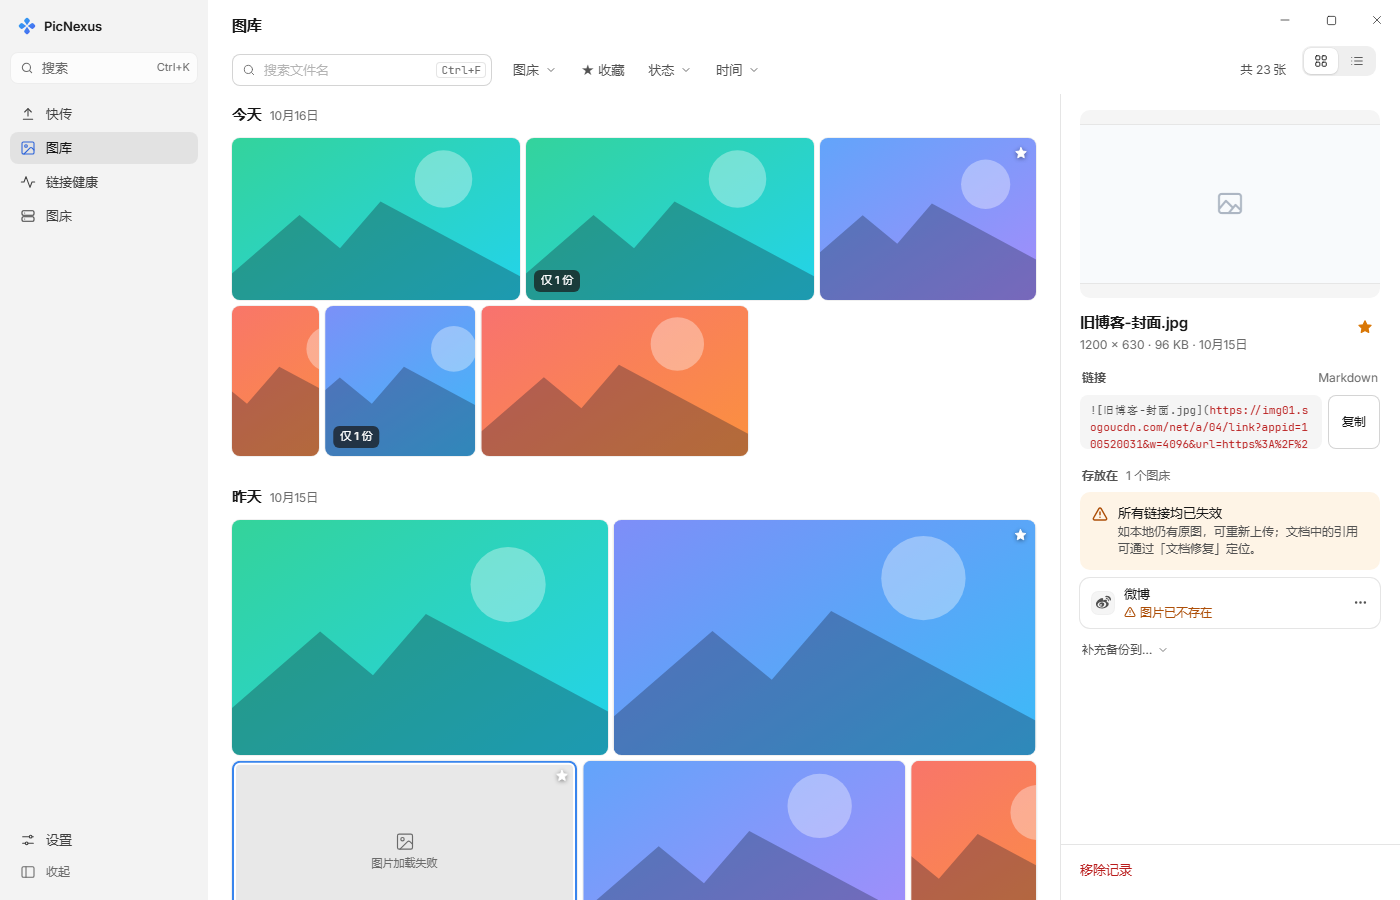 PicNexus
搜索 Ctrl+K
快传
图库
链接健康
图床
设置
收起
图库
搜索文件名 Ctrl+F
图床
★ 收藏
状态
时间
共 23 张
今天 10月16日
仅 1 份
仅 1 份
昨天 10月15日
图片加载失败
旧博客-封面.jpg
1200 × 630 · 96 KB · 10月15日
链接 Markdown
![旧博客-封面.jpg](https://img01.s
ogoucdn.com/net/a/04/link?appid=1
00520031&w=4096&url=https%3A%2F%2
复制
存放在 1 个图床
所有链接均已失效
如本地仍有原图，可重新上传；文档中的引用
可通过「文档修复」定位。
微博
图片已不存在
补充备份到...
移除记录